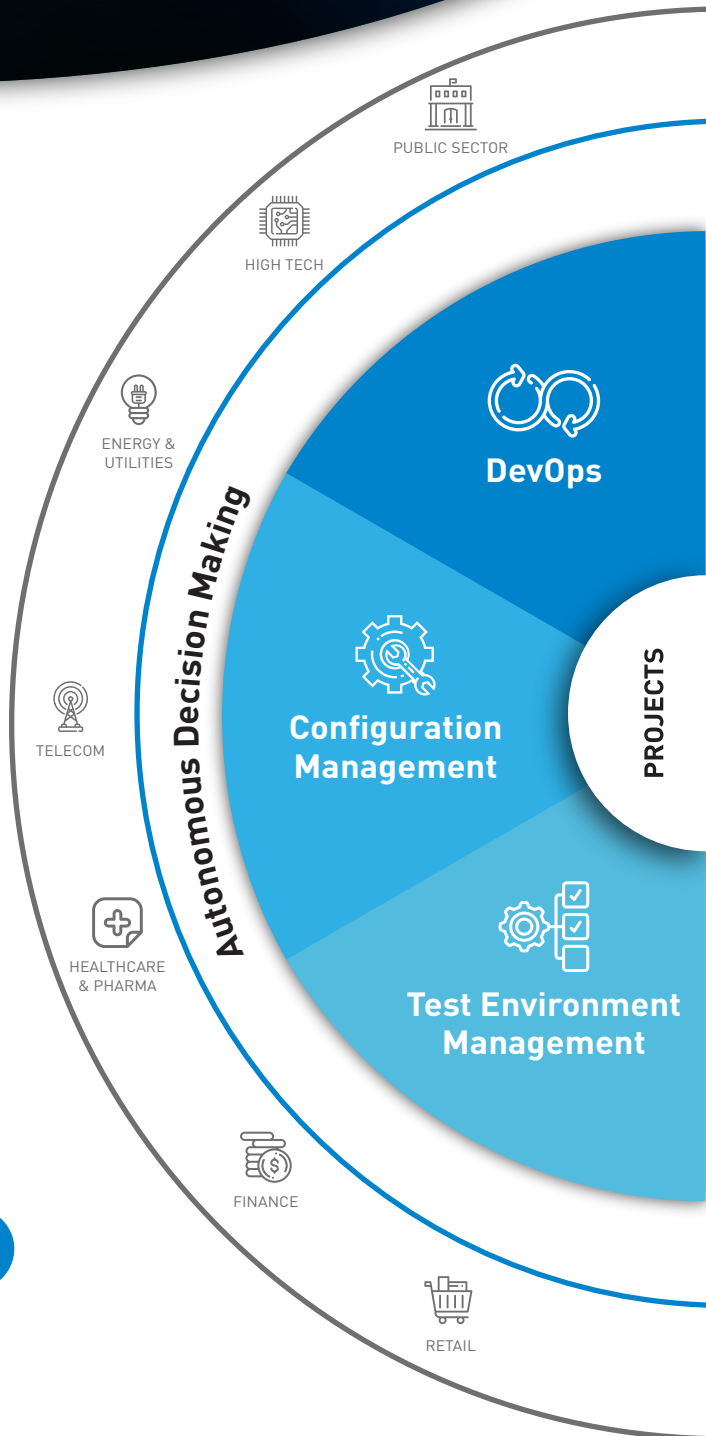 PUBLIC SECTOR
HIGH TECH
ENERGY &
UTILITIES
TELECOM
HEALTHCARE
& PHARMA
FINANCE
RETAIL
Autonomous Decision Making
DevOps
Configuration
Management
Test Environment
Management
PROJECTS